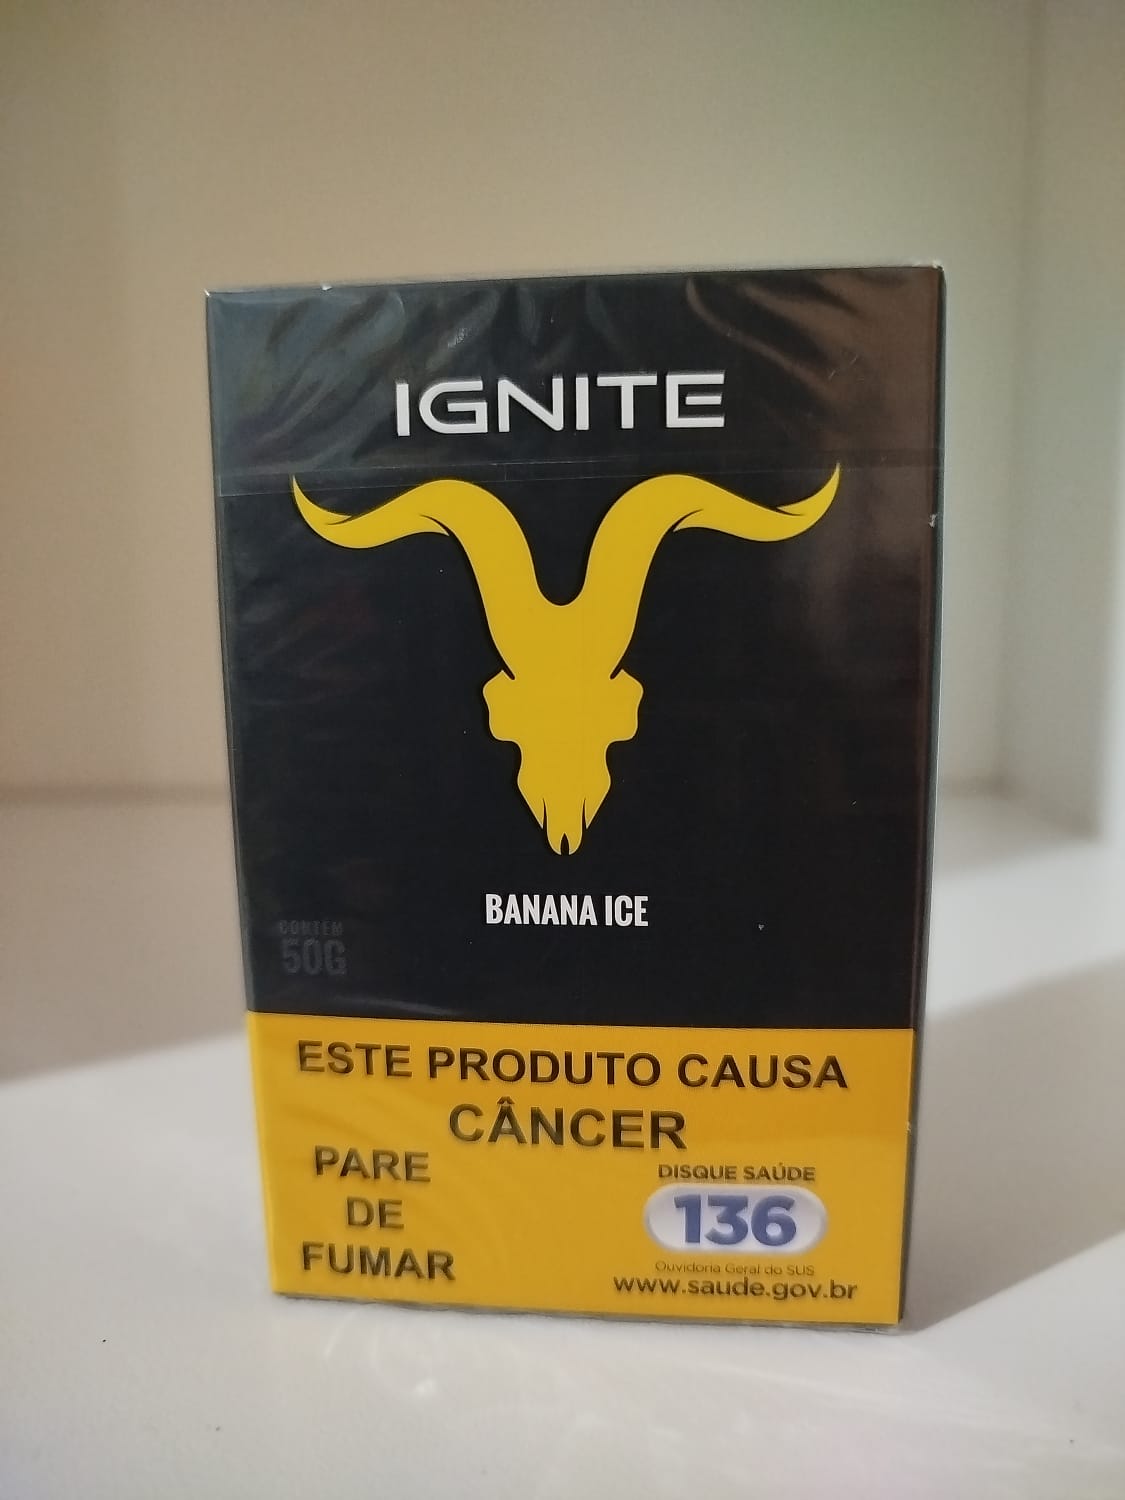 IGNITE
BANANA ICE
CONTÉM
50G
ESTE PRODUTO CAUSA
CÂNCER
PARE
DE
FUMAR
DISQUE SAÚDE
136
Ouvidoria Geral do SUS
www.saude.gov.br